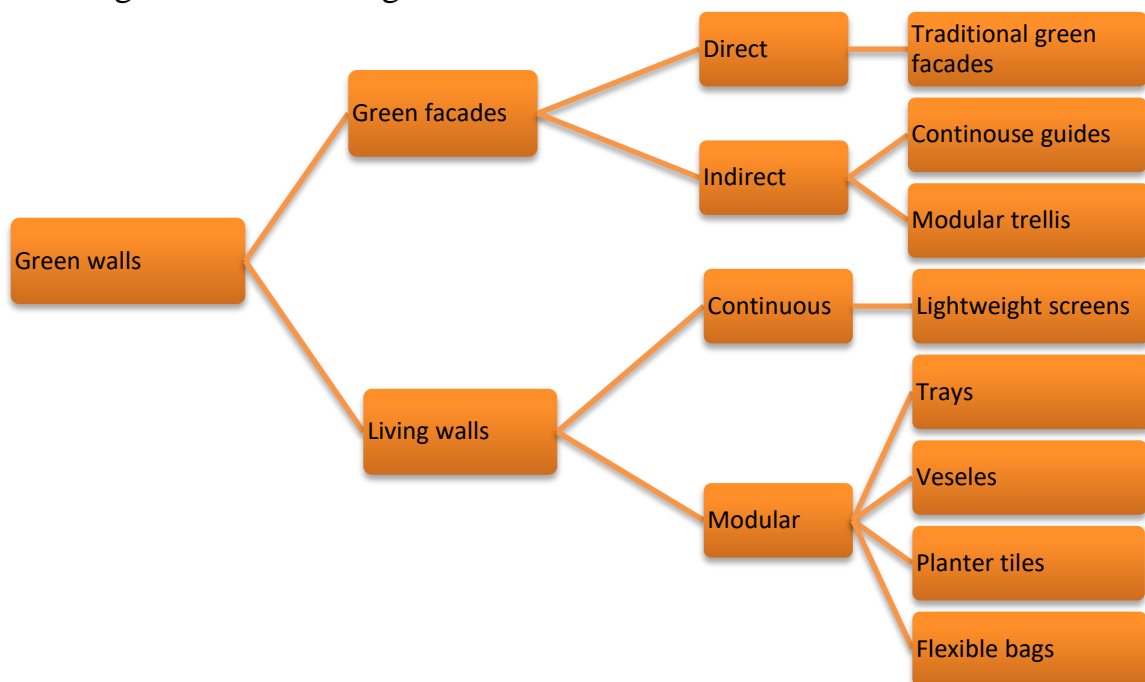 Green walls
Green facades
Direct
Traditional green
facades
Indirect
Continouse guides
Modular trellis
Living walls
Continuous
Lightweight screens
Modular
Trays
Veseles
Planter tiles
Flexible bags